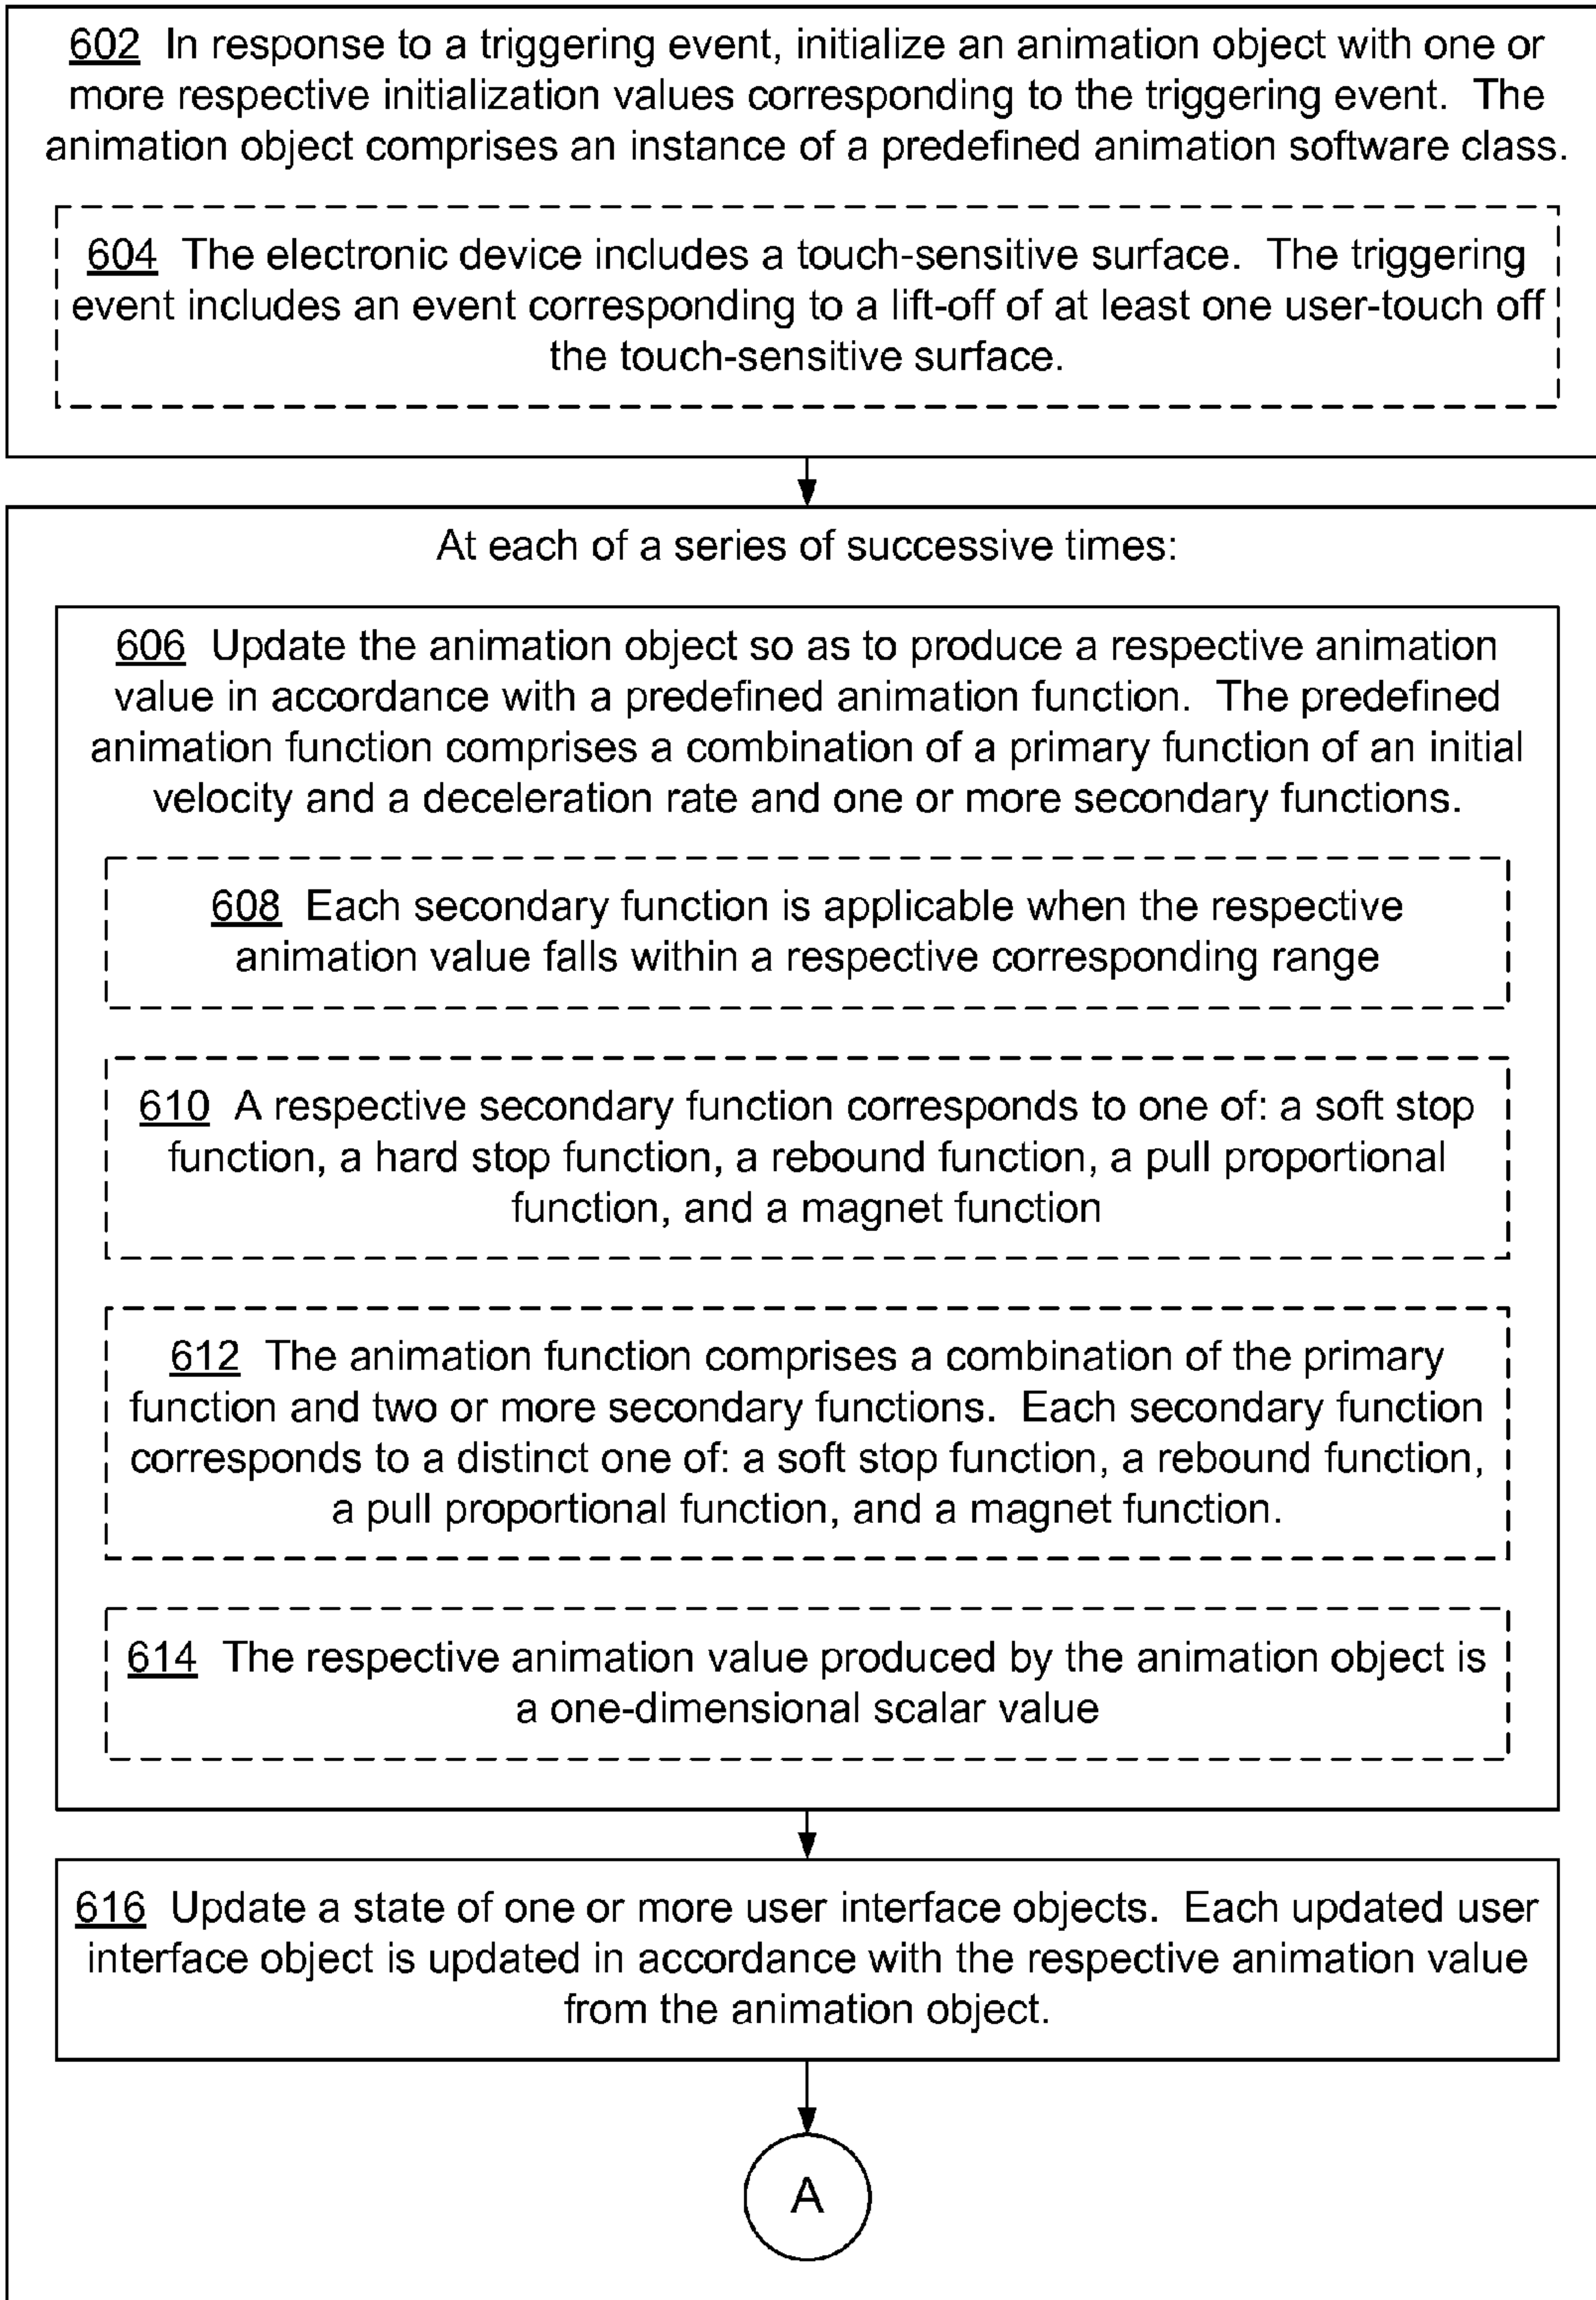 602 In response to a triggering event, initialize an animation object with one or
more respective initialization values corresponding to the triggering event. The
animation object comprises an instance of a predefined animation software class.
604 The electronic device includes a touch-sensitive surface. The triggering
event includes an event corresponding to a lift-off of at least one user-touch off
the touch-sensitive surface.
At each of a series of successive times:
606 Update the animation object so as to produce a respective animation
value in accordance with a predefined animation function. The predefined
animation function comprises a combination of a primary function of an initial
velocity and a deceleration rate and one or more secondary functions.
608 Each secondary function is applicable when the respective
animation value falls within a respective corresponding range
610 A respective secondary function corresponds to one of: a soft stop
function, a hard stop function, a rebound function, a pull proportional
function, and a magnet function
612 The animation function comprises a combination of the primary
function and two or more secondary functions. Each secondary function
corresponds to a distinct one of: a soft stop function, a rebound function,
a pull proportional function, and a magnet function.
614 The respective animation value produced by the animation object is
a one-dimensional scalar value
616 Update a state of one or more user interface objects. Each updated user
interface object is updated in accordance with the respective animation value
from the animation object.
A